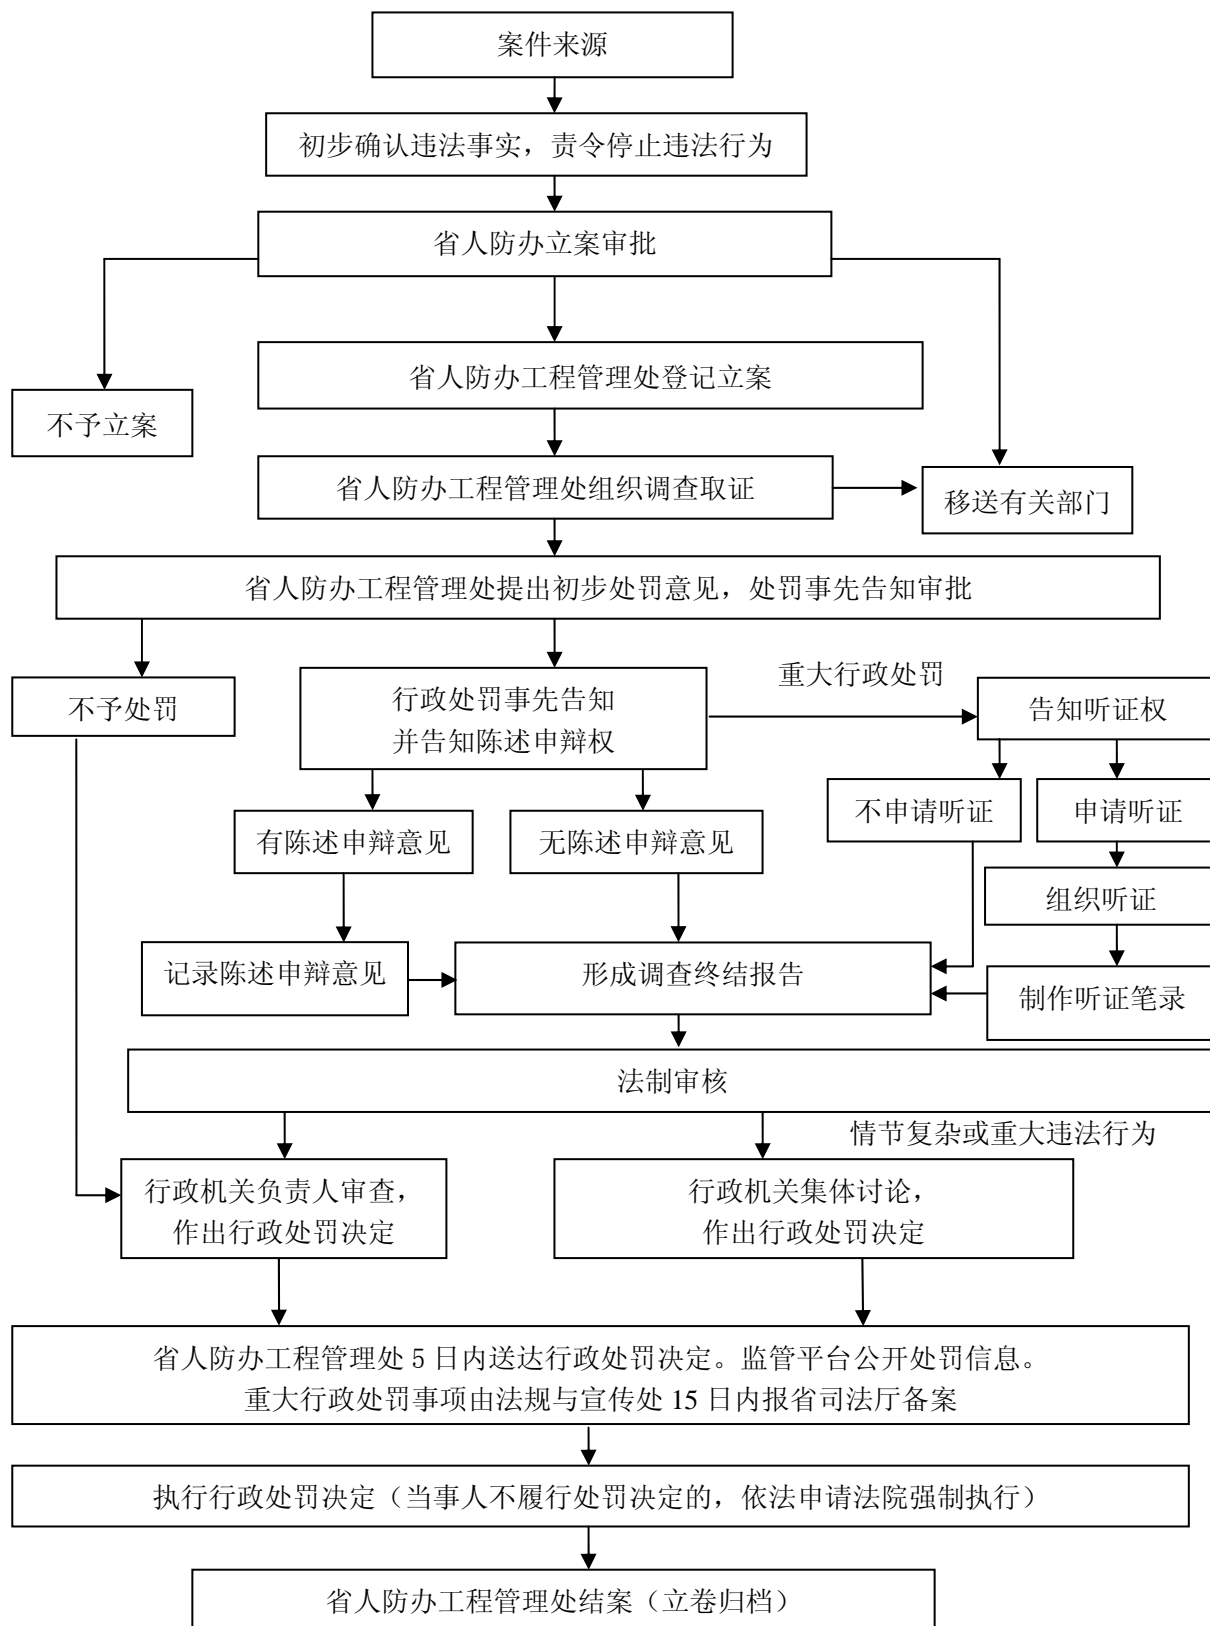 案件来源
初步确认违法事实，责令停止违法行为
省人防办立案审批
省人防办工程管理处登记立案
不予立案
省人防办工程管理处组织调查取证
移送有关部门
省人防办工程管理处提出初步处罚意见，处罚事先告知审批
重大行政处罚
不予处罚
行政处罚事先告知
并告知陈述申辩权
告知听证权
不申请听证
申请听证
有陈述申辩意见
无陈述申辩意见
组织听证
记录陈述申辩意见
形成调查终结报告
制作听证笔录
法制审核
情节复杂或重大违法行为
行政机关负责人审查，
作出行政处罚决定
行政机关集体讨论，
作出行政处罚决定
省人防办工程管理处 5 日内送达行政处罚决定。监管平台公开处罚信息。
重大行政处罚事项由法规与宣传处 15 日内报省司法厅备案
执行行政处罚决定（当事人不履行处罚决定的，依法申请法院强制执行）
省人防办工程管理处结案（立卷归档）